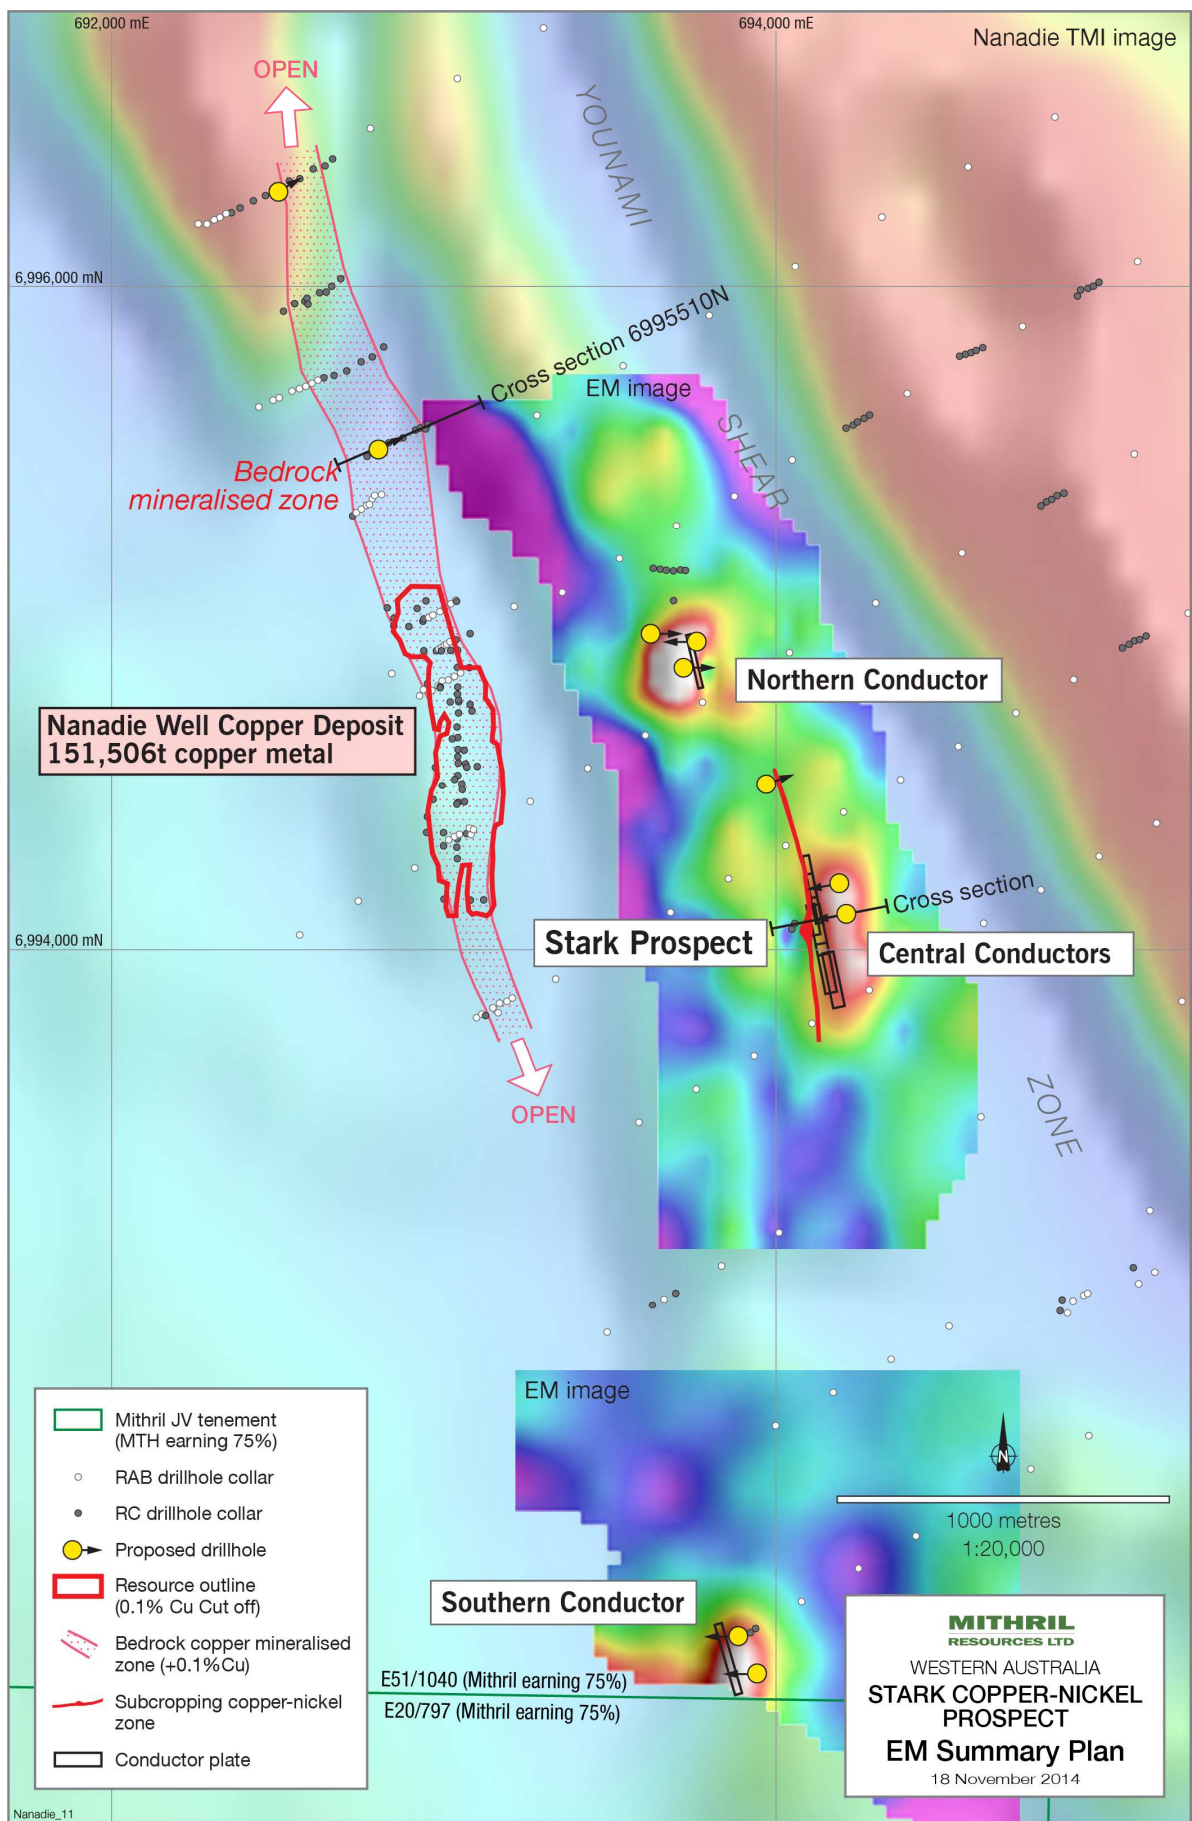 692,000 mE
694,000 mE
Nanadie TMI image
OPEN
YOUNAMI
6,996,000 mN
Cross section 6995510N
EM image
SHEAR
Bedrock
mineralised zone
Northern Conductor
Nanadie Well Copper Deposit
151,506t copper metal
Cross section
Stark Prospect
6,994,000 mN
Central Conductors
ZONE
OPEN
EM image
N
1000 metres
1:20,000
Mithril JV tenement
(MTH earning 75%)
RAB drillhole collar
RC drillhole collar
Proposed drillhole
Resource outline
(0.1% Cu Cut off)
Bedrock copper mineralised
zone (+0.1%Cu)
Subcropping copper-nickel
zone
Conductor plate
Southern Conductor
E51/1040 (Mithril earning 75%)
E20/797 (Mithril earning 75%)
MITHRIL
RESOURCES LTD
WESTERN AUSTRALIA
STARK COPPER-NICKEL
PROSPECT
EM Summary Plan
18 November 2014
Nanadie_11